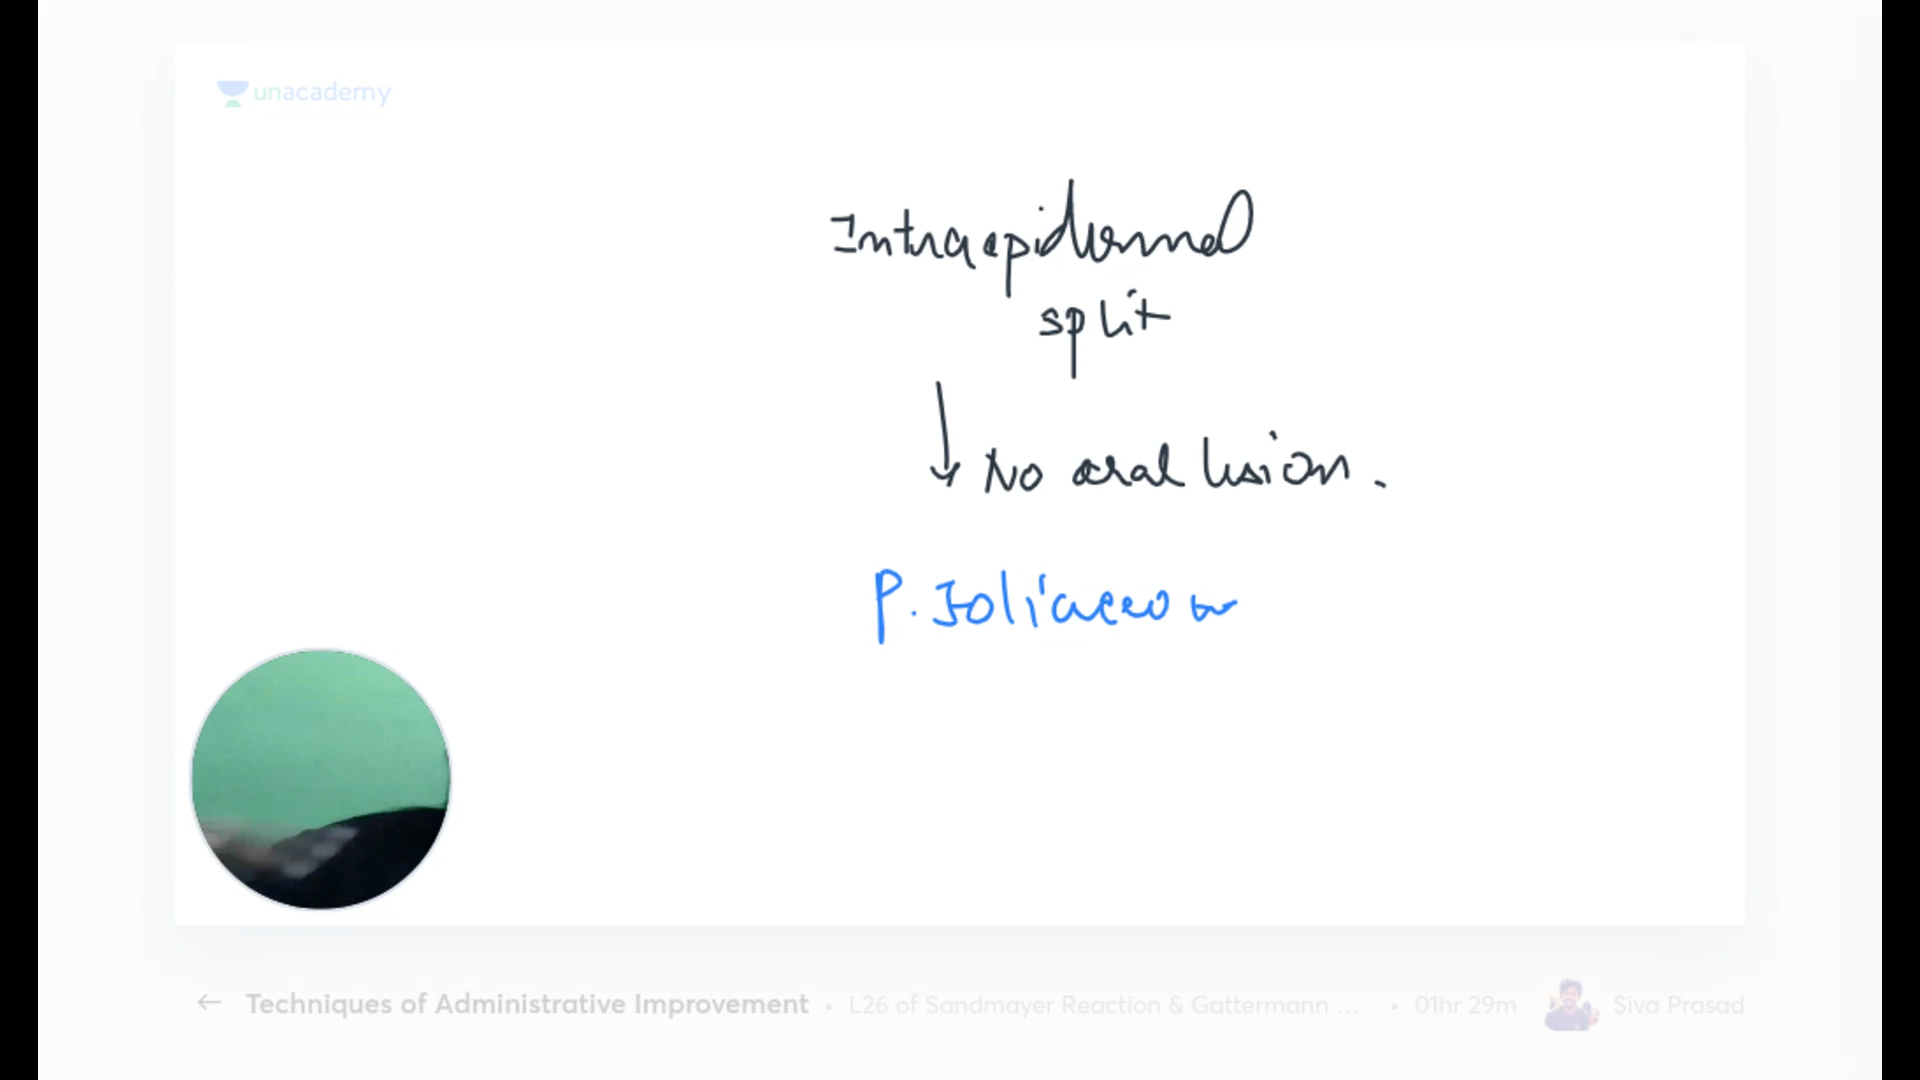 unacademy
Intraepidermal
split
↓ No oral lesion.
P. Foliaceous
← Techniques of Administrative Improvement • L26 of Sandmayer Reaction & Gattermann ... • 01hr 29m Siva Prasad